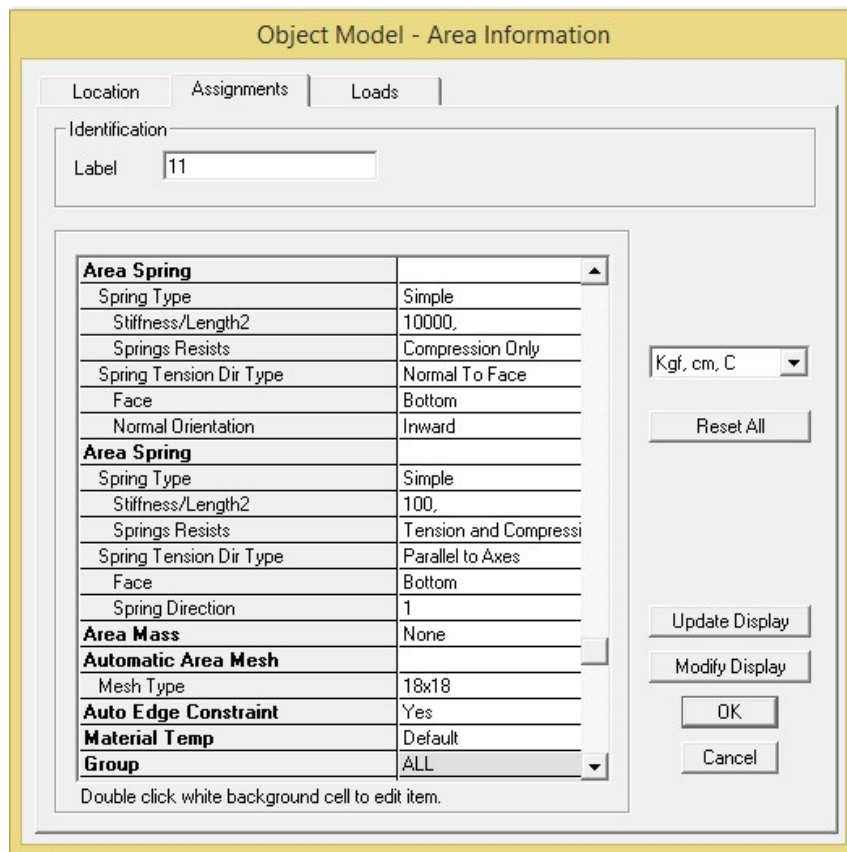 Object Model - Area Information
Location Assignments Loads
Identification
Label 11
Area Spring
Spring Type Simple
Stiffness/Length2 10000,
Springs Resists Compression Only
Spring Tension Dir Type Normal To Face
Face Bottom
Normal Orientation Inward
Area Spring
Spring Type Simple
Stiffness/Length2 100,
Springs Resists Tension and Compressi
Spring Tension Dir Type Parallel to Axes
Face Bottom
Spring Direction 1
Area Mass None
Automatic Area Mesh
Mesh Type 18x18
Auto Edge Constraint Yes
Material Temp Default
Group ALL
Double click white background cell to edit item.
Kgf, cm, C
Reset All
Update Display
Modify Display
OK
Cancel